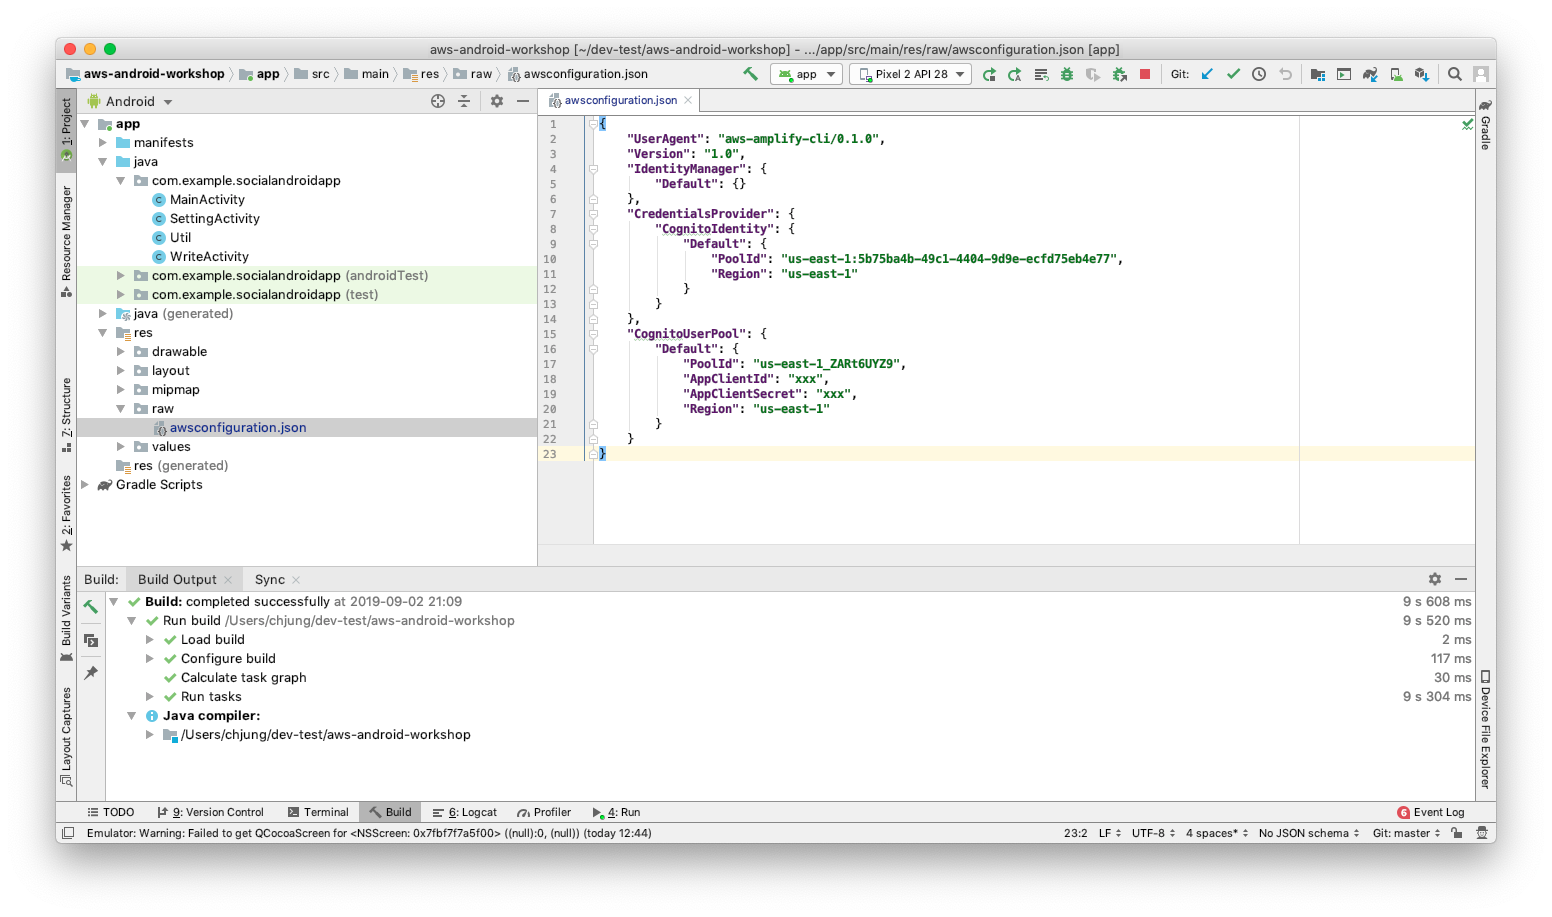 aws-android-workshop [~/dev-test/aws-android-workshop] - .../app/src/main/res/raw/awsconfiguration.json [app]
aws-android-workshop app src main res raw awsconfiguration.json app Pixel 2 API 28 Git:
1: Project
Resource Manager
Z: Structure
2: Favorites
Build Variants
Layout Captures
Android
app
manifests
java
com.example.socialandroidapp
MainActivity
SettingActivity
Util
WriteActivity
com.example.socialandroidapp (androidTest)
com.example.socialandroidapp (test)
java (generated)
res
drawable
layout
mipmap
raw
awsconfiguration.json
values
res (generated)
Gradle Scripts
awsconfiguration.json
1 {
2 "UserAgent": "aws-amplify-cli/0.1.0",
3 "Version": "1.0",
4 "IdentityManager": {
5 "Default": {}
6 },
7 "CredentialsProvider": {
8 "CognitoIdentity": {
9 "Default": {
10 "PoolId": "us-east-1:5b75ba4b-49c1-4404-9d9e-ecfd75eb4e77",
11 "Region": "us-east-1"
12 }
13 }
14 },
15 "CognitoUserPool": {
16 "Default": {
17 "PoolId": "us-east-1_ZARt6UYZ9",
18 "AppClientId": "xxx",
19 "AppClientSecret": "xxx",
20 "Region": "us-east-1"
21 }
22 }
23 }
Gradle
Device File Explorer
Build: Build Output Sync
Build: completed successfully at 2019-09-02 21:09 9 s 608 ms
Run build /Users/chjung/dev-test/aws-android-workshop 9 s 520 ms
Load build 2 ms
Configure build 117 ms
Calculate task graph 30 ms
Run tasks 9 s 304 ms
Java compiler:
/Users/chjung/dev-test/aws-android-workshop
TODO 9: Version Control Terminal Build 6: Logcat Profiler 4: Run 6 Event Log
Emulator: Warning: Failed to get QCocoaScreen for <NSScreen: 0x7fbf7f7a5f00> ((null):0, (null)) (today 12:44) 23:2 LF UTF-8 4 spaces* No JSON schema Git: master